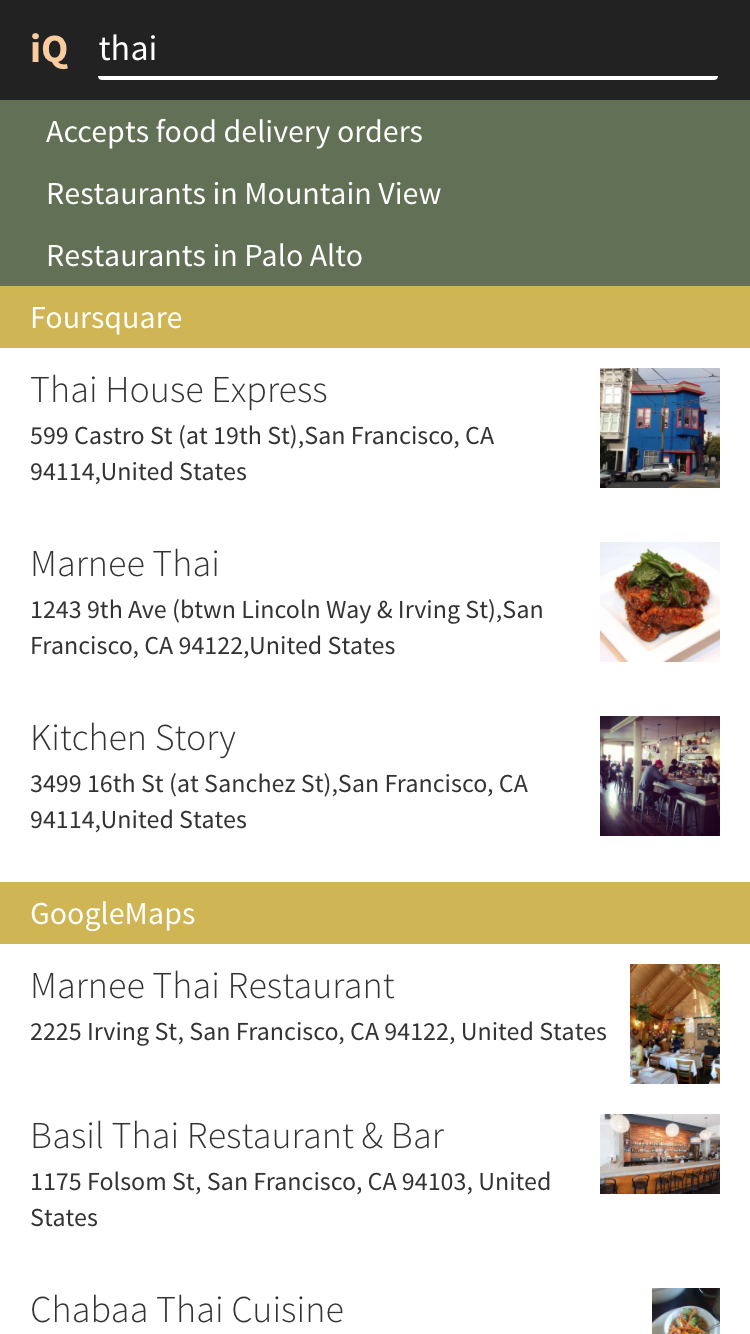 iQ thai
Accepts food delivery orders
Restaurants in Mountain View
Restaurants in Palo Alto
Foursquare
Thai House Express
599 Castro St (at 19th St),San Francisco, CA
94114,United States
Marnee Thai
1243 9th Ave (btwn Lincoln Way & Irving St),San
Francisco, CA 94122,United States
Kitchen Story
3499 16th St (at Sanchez St),San Francisco, CA
94114,United States
GoogleMaps
Marnee Thai Restaurant
2225 Irving St, San Francisco, CA 94122, United States
Basil Thai Restaurant & Bar
1175 Folsom St, San Francisco, CA 94103, United
States
Chabaa Thai Cuisine